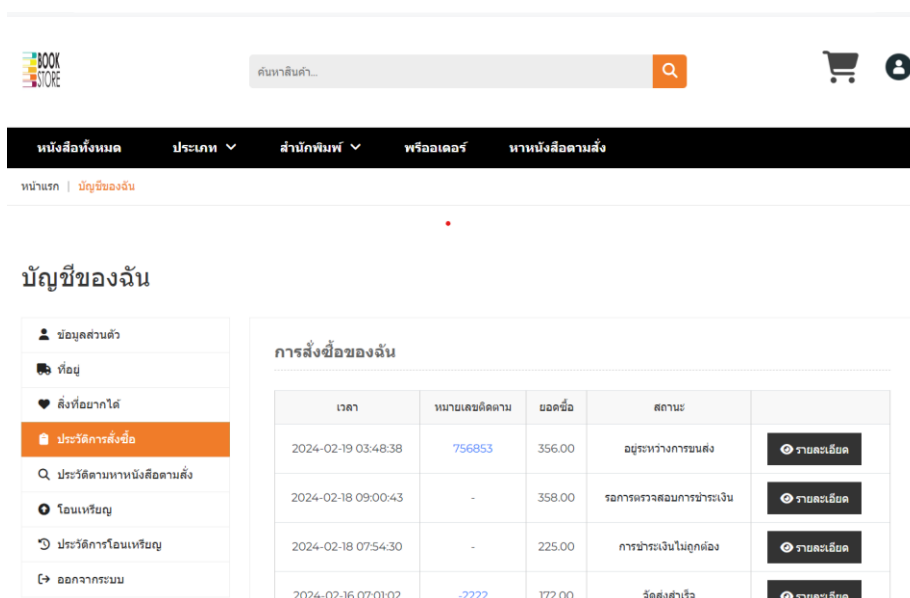 BOOK
STORE
ค้นหาสินค้า...
หนังสือทั้งหมด ประเภท สำนักพิมพ์ พรีออเดอร์ หาหนังสือตามสั่ง
หน้าแรก | บัญชีของฉัน
บัญชีของฉัน
ข้อมูลส่วนตัว
ที่อยู่
สิ่งที่อยากได้
ประวัติการสั่งซื้อ
ประวัติตามหาหนังสือตามสั่ง
โอนเหรียญ
ประวัติการโอนเหรียญ
ออกจากระบบ
การสั่งซื้อของฉัน
เวลา หมายเลขติดตาม ยอดซื้อ สถานะ
2024-02-19 03:48:38 756853 356.00 อยู่ระหว่างการขนส่ง รายละเอียด
2024-02-18 09:00:43 - 358.00 รอการตรวจสอบการชำระเงิน รายละเอียด
2024-02-18 07:54:30 - 225.00 การชำระเงินไม่ถูกต้อง รายละเอียด
2024-02-16 07:01:02 -2222 172.00 จัดส่งสำเร็จ รายละเอียด